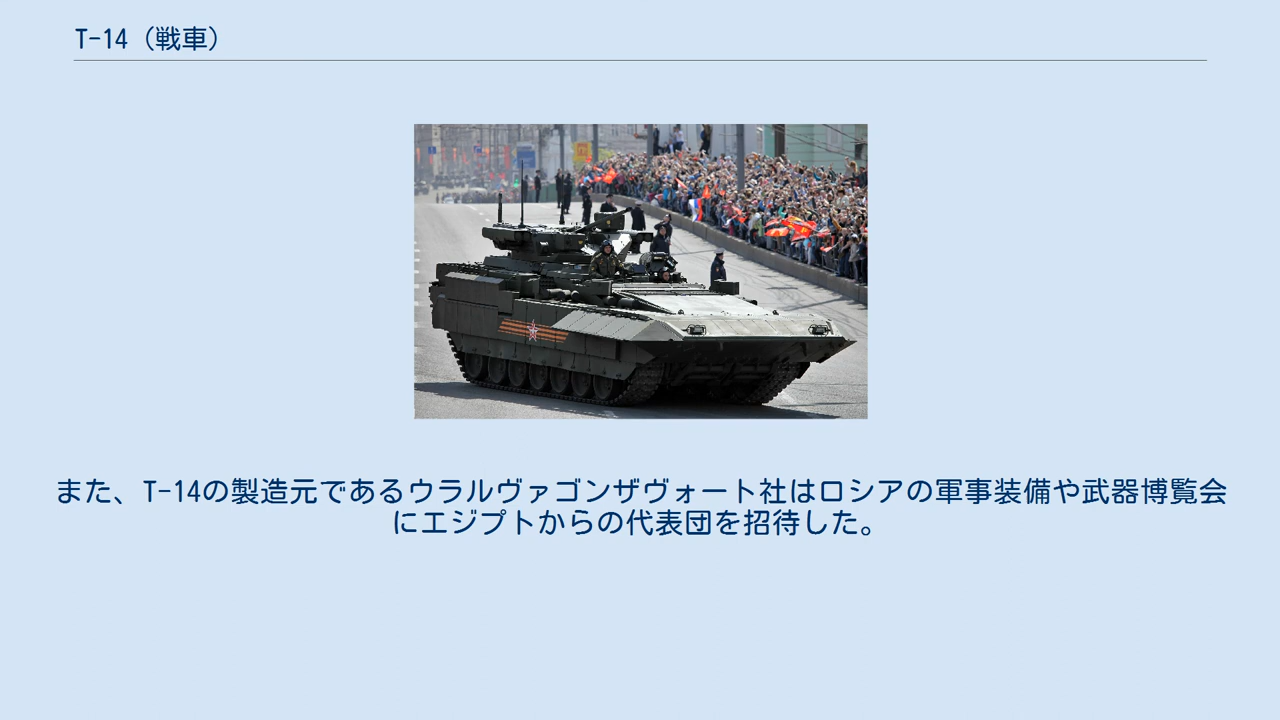 T-14（戦車）
また、T-14の製造元であるウラルヴァゴンザヴォート社はロシアの軍事装備や武器博覧会
にエジプトからの代表団を招待した。